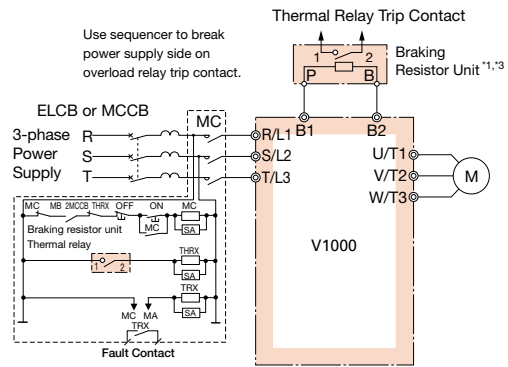 Thermal Relay Trip Contact
Use sequencer to break
power supply side on
overload relay trip contact.
1 2
P B
Braking
Resistor Unit *1,*3
ELCB or MCCB
MC
3-phase
Power
Supply
R
S
T
R/L1
S/L2
T/L3
B1
B2
U/T1
V/T2
W/T3
M
V1000
MC MB 2MCCB THRX OFF ON MC
MC
SA
Braking resistor unit
Thermal relay
1 2
THRX
SA
TRX
SA
MC MA
TRX
Fault Contact